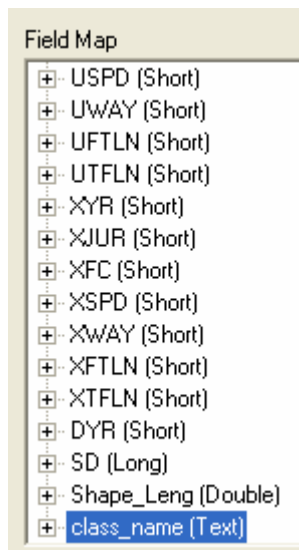 Field Map
USPD (Short)
UWAY (Short)
UFTLN (Short)
UTFLN (Short)
XYR (Short)
XJUR (Short)
XFC (Short)
XSPD (Short)
XWAY (Short)
XFTLN (Short)
XTFLN (Short)
DYR (Short)
SD (Long)
Shape_Leng (Double)
class_name (Text)